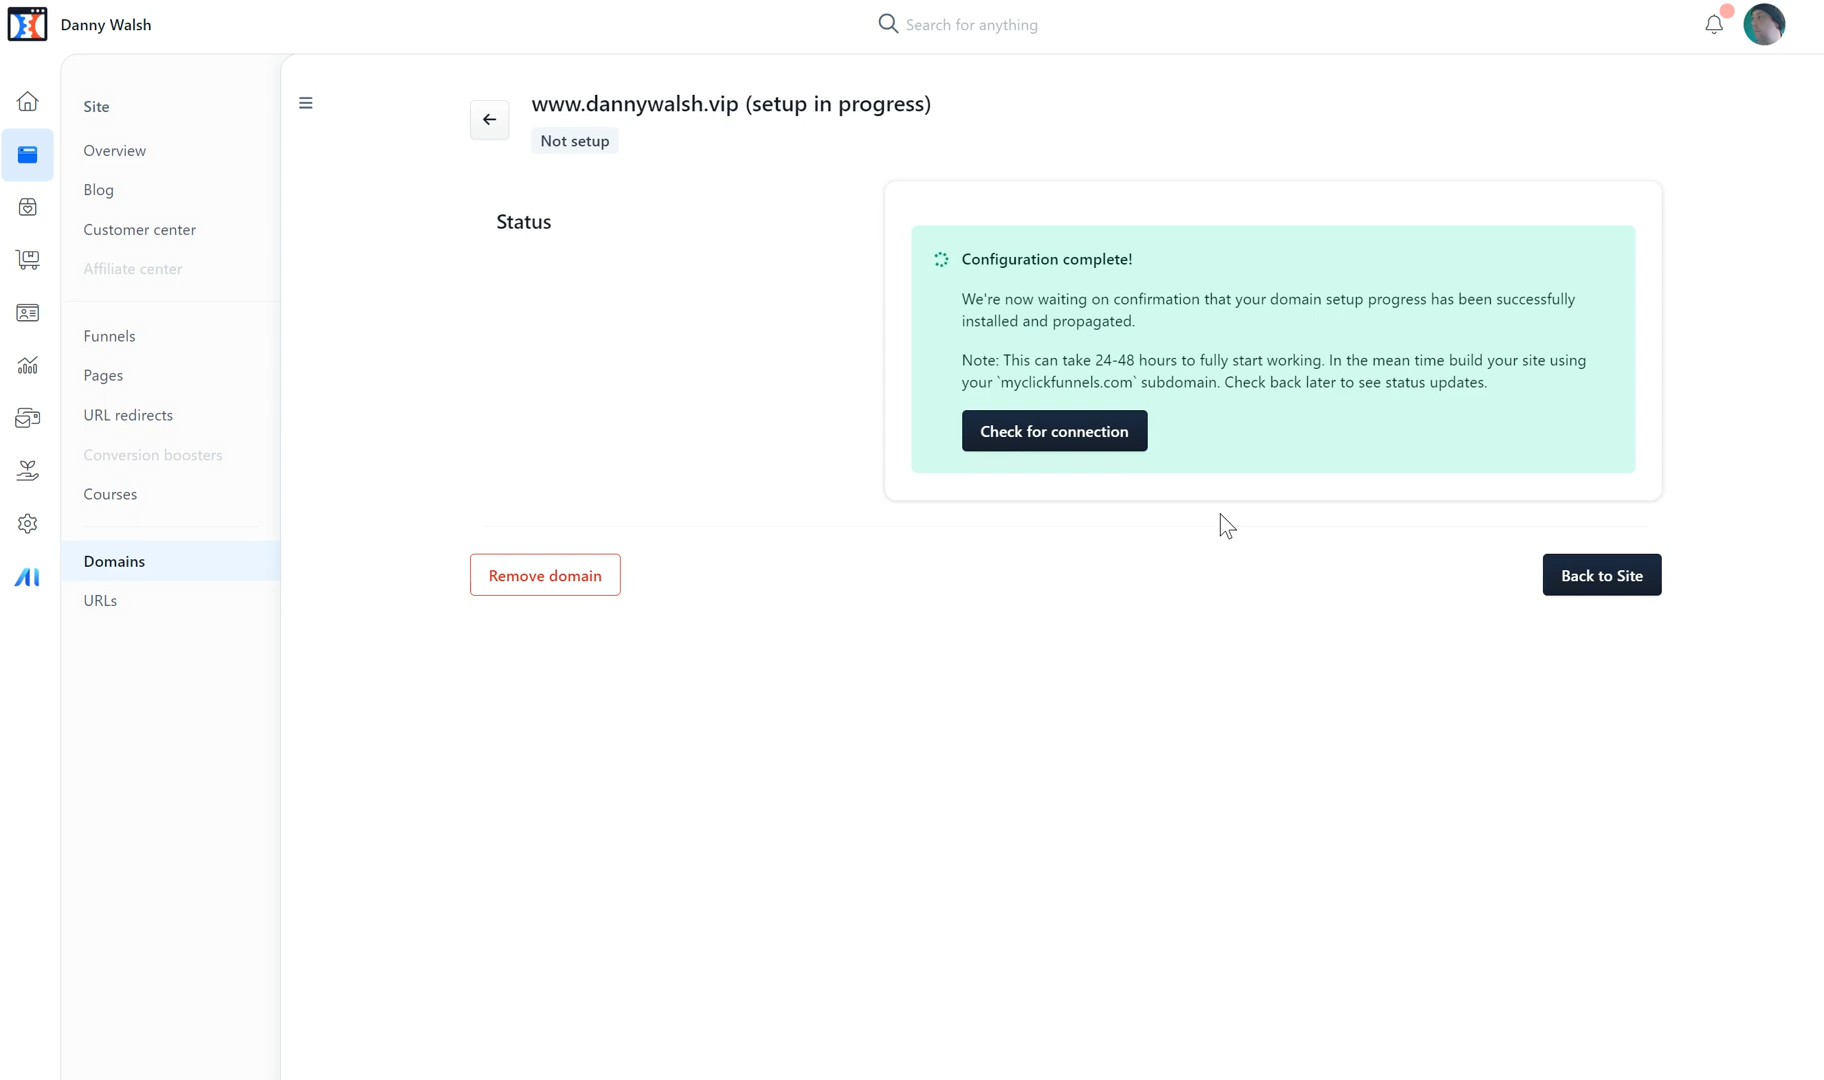 Danny Walsh
Search for anything
Site
Overview
Blog
Customer center
Affiliate center
Funnels
Pages
URL redirects
Conversion boosters
Courses
Domains
URLs
www.dannywalsh.vip (setup in progress)
Not setup
Status
Configuration complete!
We're now waiting on confirmation that your domain setup progress has been successfully
installed and propagated.
Note: This can take 24-48 hours to fully start working. In the mean time build your site using
your `myclickfunnels.com` subdomain. Check back later to see status updates.
Check for connection
Remove domain
Back to Site